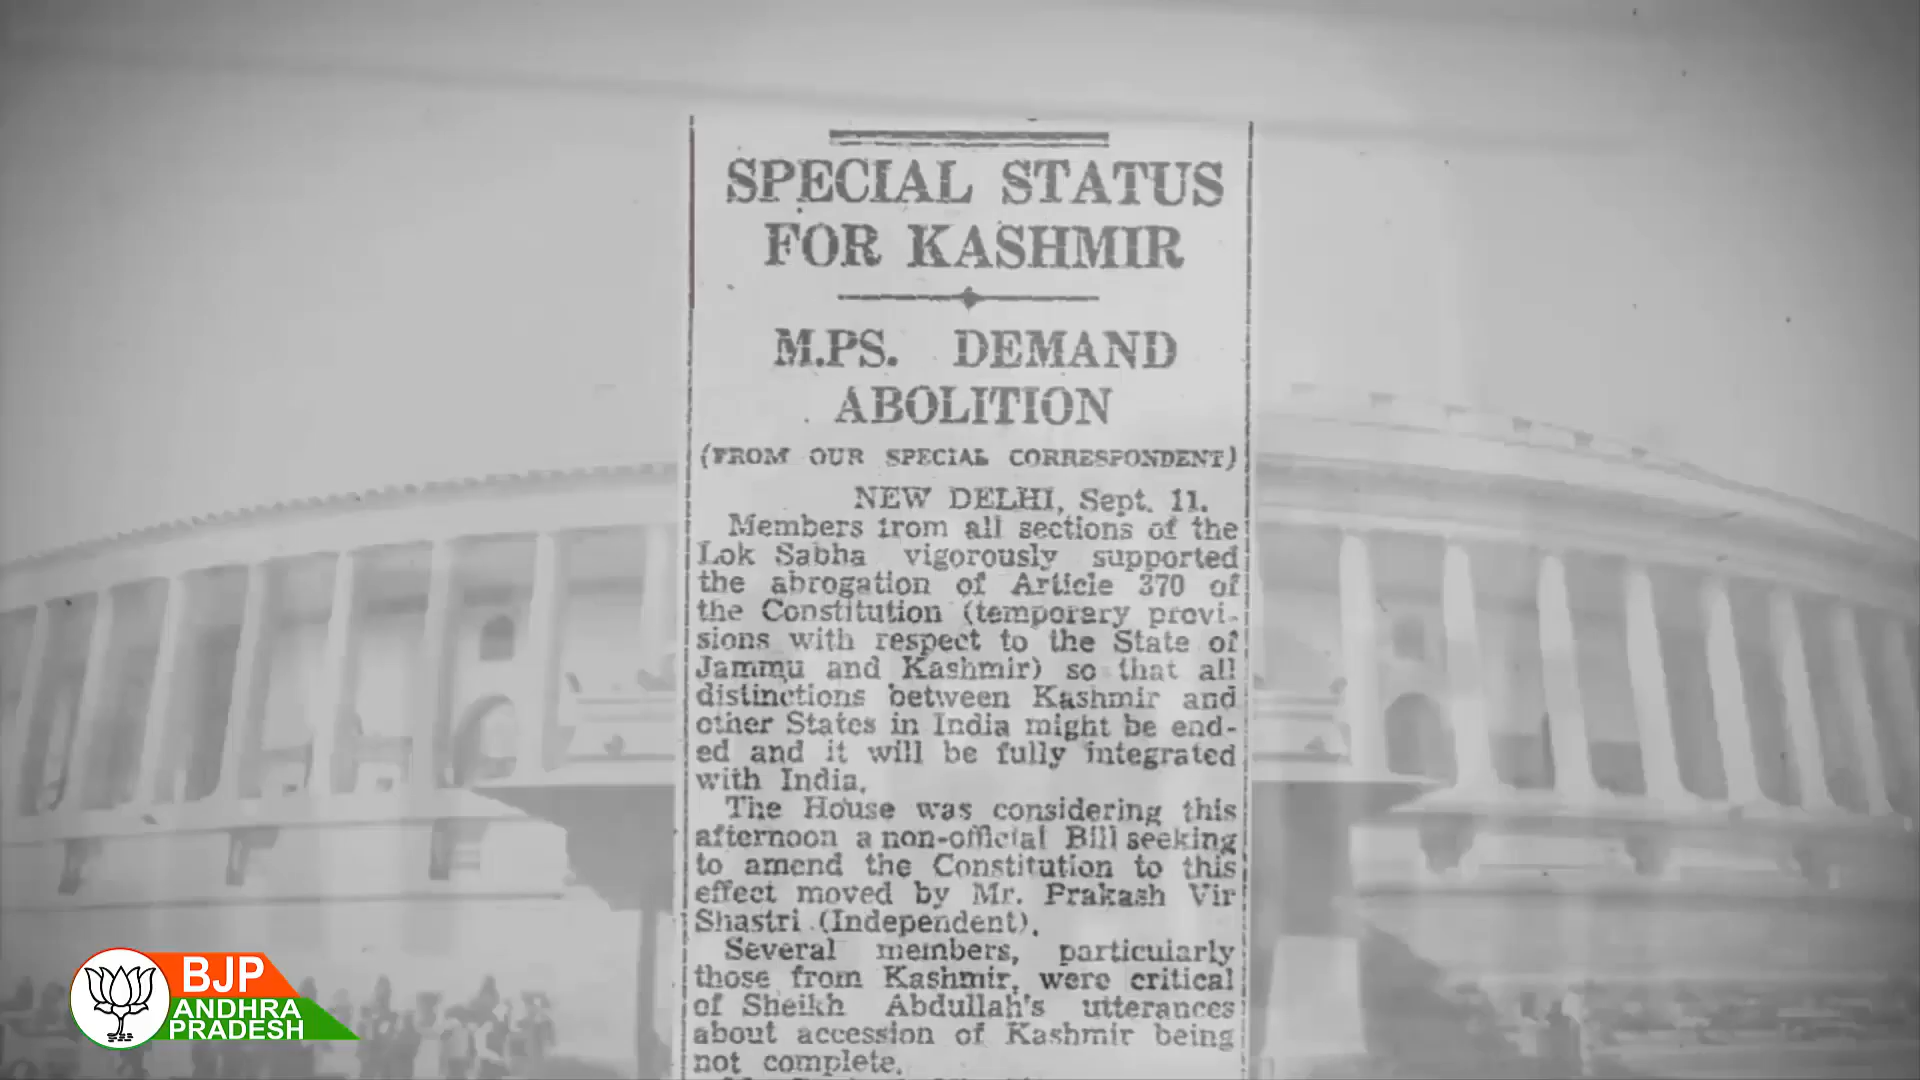 SPECIAL STATUS
FOR KASHMIR
M.PS. DEMAND
ABOLITION
(FROM OUR SPECIAL CORRESPONDENT)
NEW DELHI, Sept. 11.
Members from all sections of the
Lok Sabha vigorously supported
the abrogation of Article 370 of
the Constitution (temporary provi-
sions with respect to the State of
Jammu and Kashmir) so that all
distinctions between Kashmir and
other States in India might be end-
ed and it will be fully integrated
with India.
The House was considering this
afternoon a non-official Bill seeking
to amend the Constitution to this
effect moved by Mr. Prakash Vir
Shastri (Independent).
Several members, particularly
those from Kashmir, were critical
of Sheikh Abdullah's utterances
about accession of Kashmir being
not complete.
BJP
ANDHRA
PRADESH